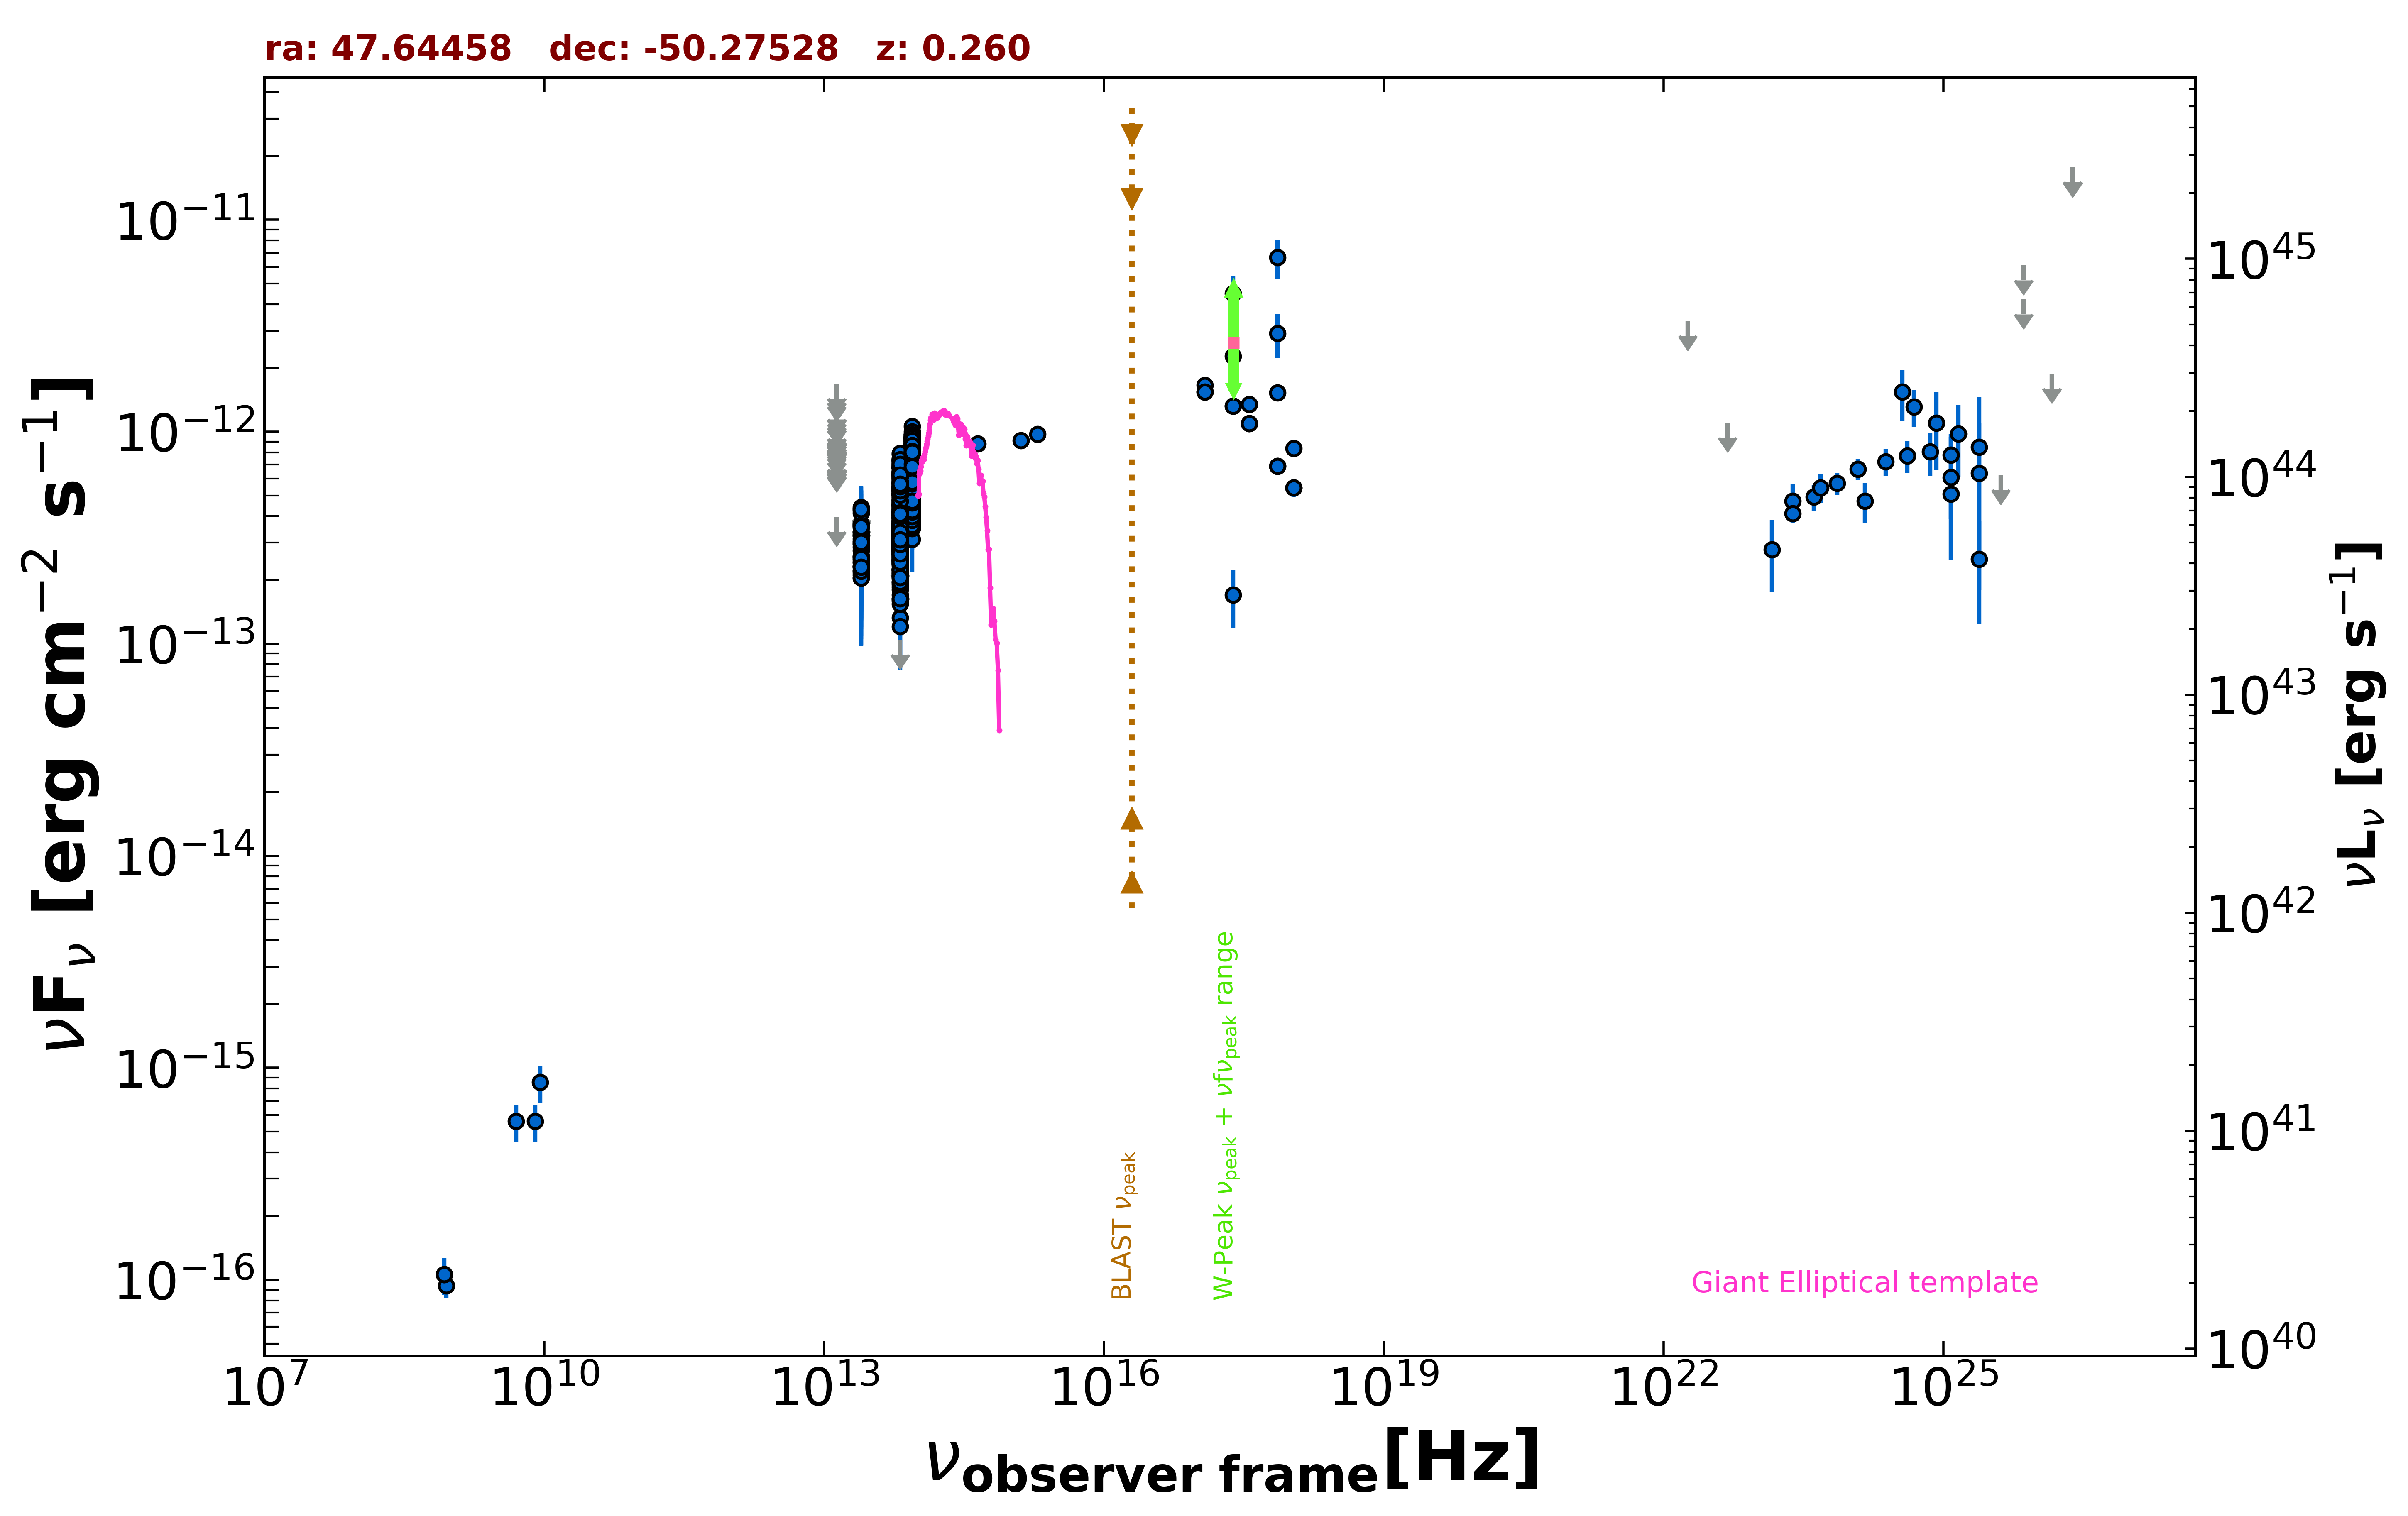 ra: 47.64458 dec: -50.27528 z: 0.260
νFν [erg cm⁻² s⁻¹]
10⁻¹¹
10⁻¹²
10⁻¹³
10⁻¹⁴
10⁻¹⁵
10⁻¹⁶
10⁴⁵
10⁴⁴
10⁴³
10⁴²
10⁴¹
10⁴⁰
νLν [erg s⁻¹]
BLAST νpeak
W-Peak νpeak + νfνpeak range
Giant Elliptical template
10⁷ 10¹⁰ 10¹³ 10¹⁶ 10¹⁹ 10²² 10²⁵
νobserver frame[Hz]